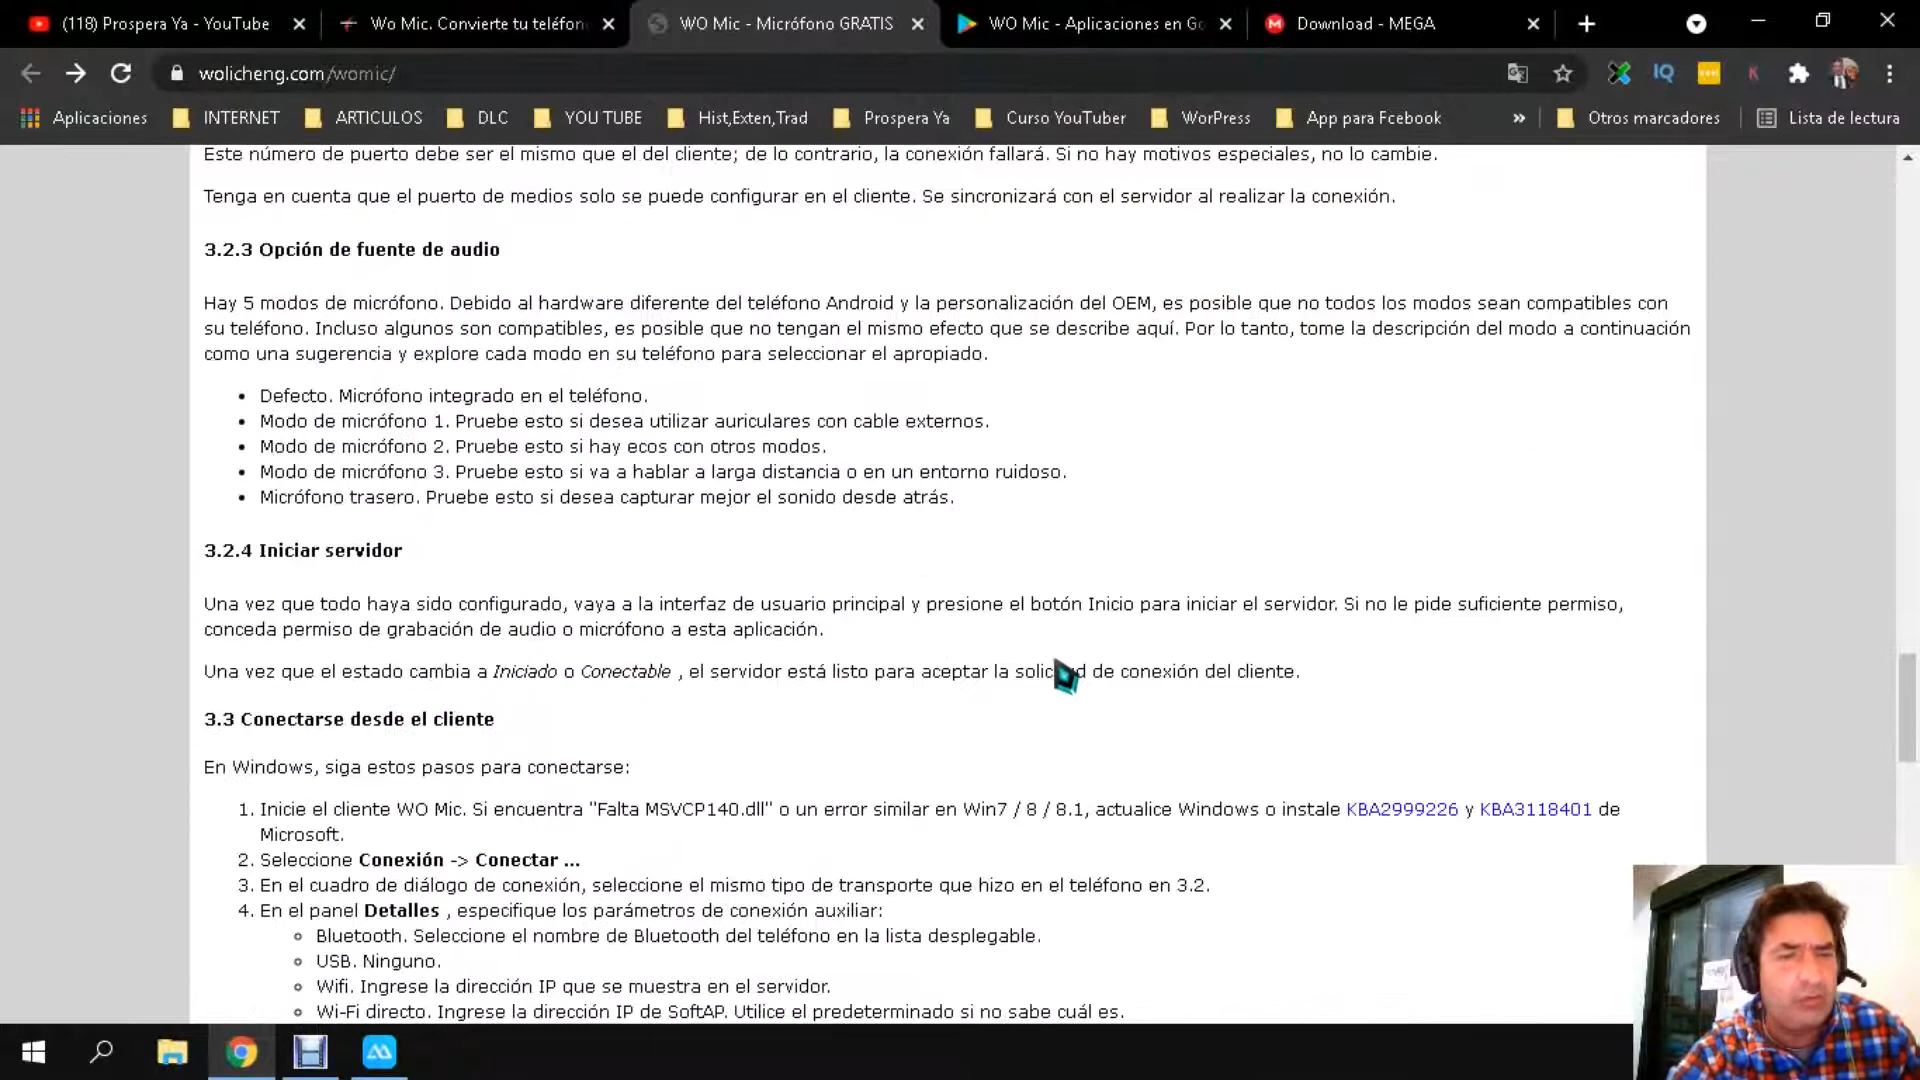 (118) Prospera Ya - YouTube
Wo Mic. Convierte tu teléfon
WO Mic - Micrófono GRATIS
WO Mic - Aplicaciones en Go
Download - MEGA
wolicheng.com/womic/
Aplicaciones
INTERNET
ARTICULOS
DLC
YOU TUBE
Hist,Exten,Trad
Prospera Ya
Curso YouTuber
WorPress
App para Fcebook
»
Otros marcadores
Lista de lectura
Este número de puerto debe ser el mismo que el del cliente; de lo contrario, la conexión fallará. Si no hay motivos especiales, no lo cambie.
Tenga en cuenta que el puerto de medios solo se puede configurar en el cliente. Se sincronizará con el servidor al realizar la conexión.
3.2.3 Opción de fuente de audio
Hay 5 modos de micrófono. Debido al hardware diferente del teléfono Android y la personalización del OEM, es posible que no todos los modos sean compatibles con
su teléfono. Incluso algunos son compatibles, es posible que no tengan el mismo efecto que se describe aquí. Por lo tanto, tome la descripción del modo a continuación
como una sugerencia y explore cada modo en su teléfono para seleccionar el apropiado.
• Defecto. Micrófono integrado en el teléfono.
• Modo de micrófono 1. Pruebe esto si desea utilizar auriculares con cable externos.
• Modo de micrófono 2. Pruebe esto si hay ecos con otros modos.
• Modo de micrófono 3. Pruebe esto si va a hablar a larga distancia o en un entorno ruidoso.
• Micrófono trasero. Pruebe esto si desea capturar mejor el sonido desde atrás.
3.2.4 Iniciar servidor
Una vez que todo haya sido configurado, vaya a la interfaz de usuario principal y presione el botón Inicio para iniciar el servidor. Si no le pide suficiente permiso,
conceda permiso de grabación de audio o micrófono a esta aplicación.
Una vez que el estado cambia a Iniciado o Conectable , el servidor está listo para aceptar la solicitud de conexión del cliente.
3.3 Conectarse desde el cliente
En Windows, siga estos pasos para conectarse:
1. Inicie el cliente WO Mic. Si encuentra "Falta MSVCP140.dll" o un error similar en Win7 / 8 / 8.1, actualice Windows o instale KBA2999226 y KBA3118401 de
Microsoft.
2. Seleccione Conexión -> Conectar ...
3. En el cuadro de diálogo de conexión, seleccione el mismo tipo de transporte que hizo en el teléfono en 3.2.
4. En el panel Detalles , especifique los parámetros de conexión auxiliar:
Bluetooth. Seleccione el nombre de Bluetooth del teléfono en la lista desplegable.
USB. Ninguno.
Wifi. Ingrese la dirección IP que se muestra en el servidor.
Wi-Fi directo. Ingrese la dirección IP de SoftAP. Utilice el predeterminado si no sabe cuál es.